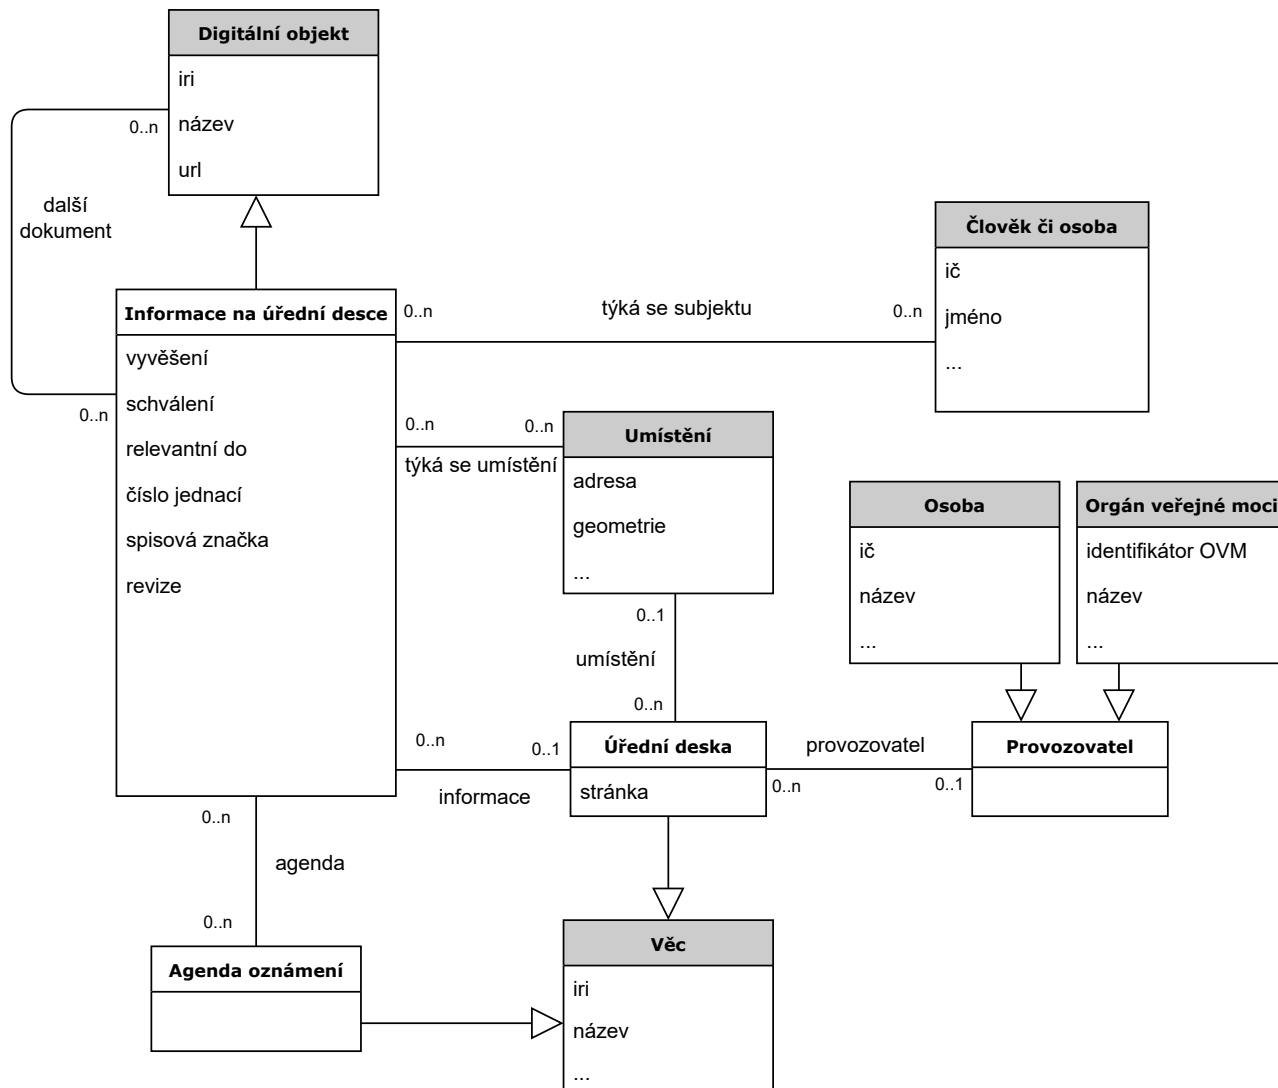 Digitální objekt
iri
název
url
0..n
další
dokument
Člověk či osoba
ič
jméno
...
Informace na úřední desce
vyvěšení
schválení
relevantní do
číslo jednací
spisová značka
revize
0..n
týká se subjektu
0..n
0..n
0..n
0..n
týká se umístění
Umístění
adresa
geometrie
...
Osoba
ič
název
...
Orgán veřejné moci
identifikátor OVM
název
...
0..1
umístění
0..n
0..n
0..1
informace
Úřední deska
stránka
provozovatel
0..n
0..1
Provozovatel
0..n
agenda
0..n
Agenda oznámení
Věc
iri
název
...